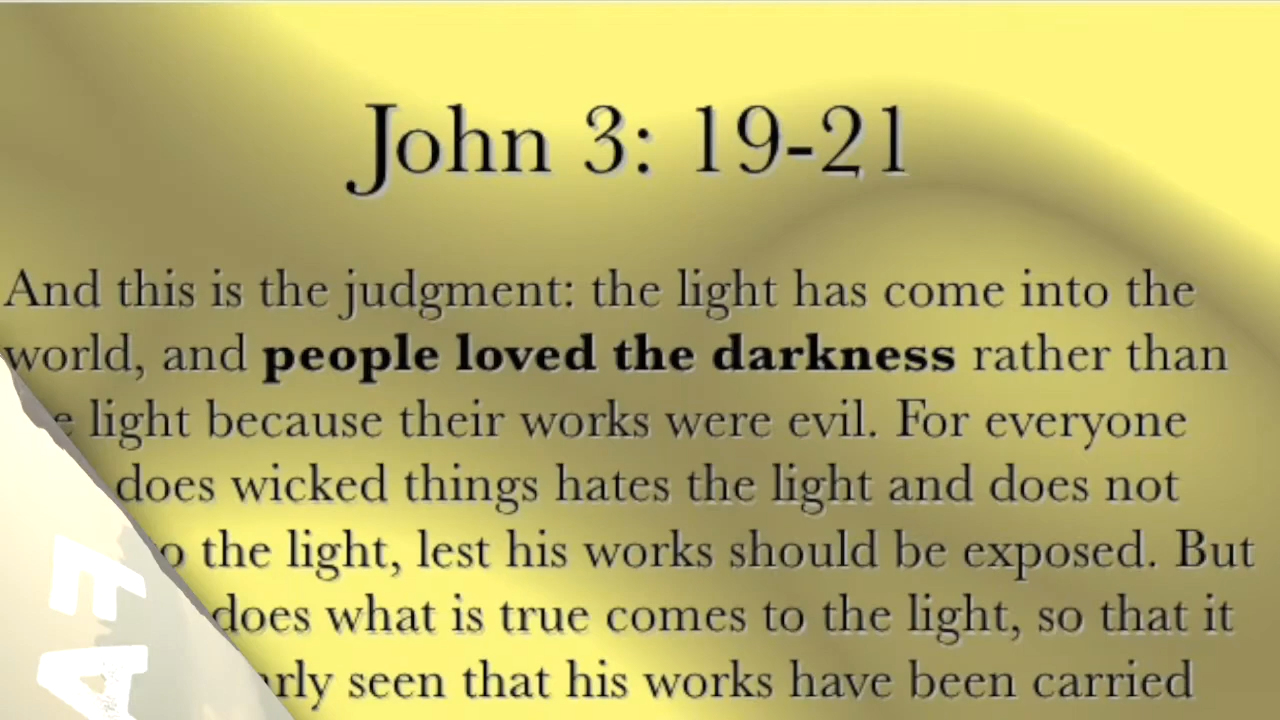 John 3: 19-21
And this is the judgment: the light has come into the
world, and people loved the darkness rather than
light because their works were evil. For everyone
does wicked things hates the light and does not
the light, lest his works should be exposed. But
does what is true comes to the light, so that it
seen that his works have been carried